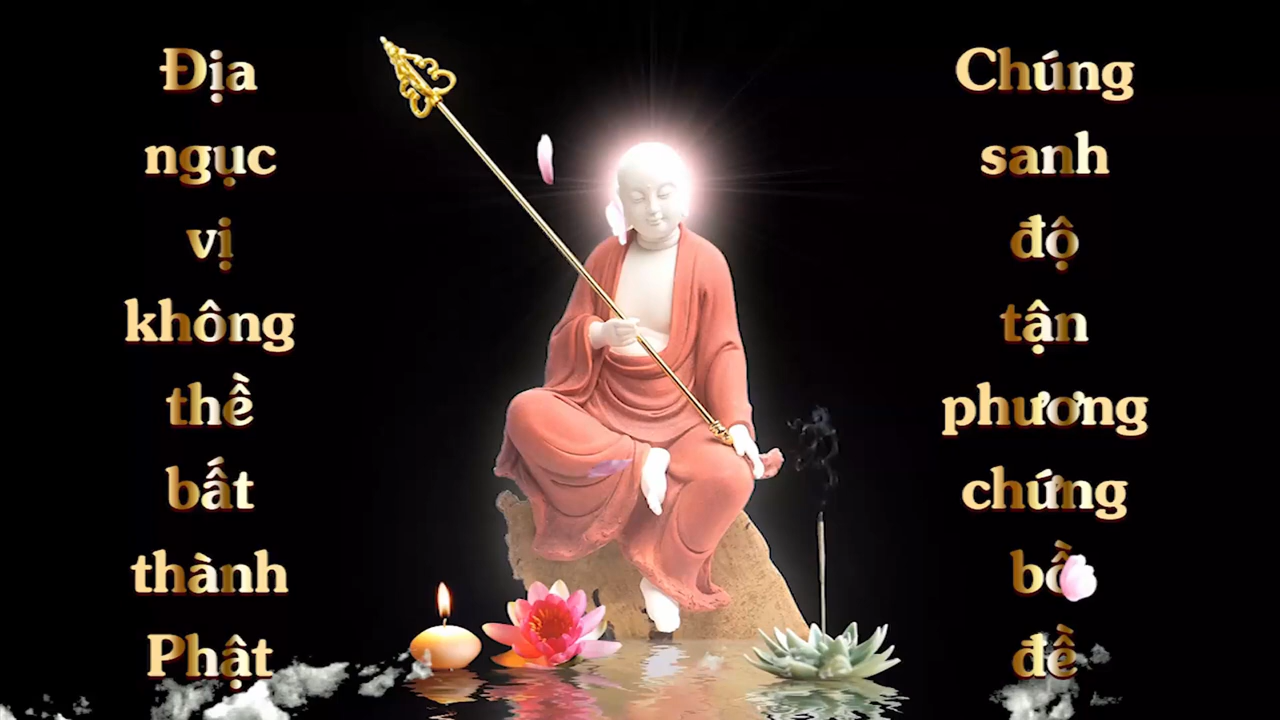 Địa
ngục
vị
không
thề
bất
thành
Phật
Chúng
sanh
độ
tận
phương
chứng
bồ
đề